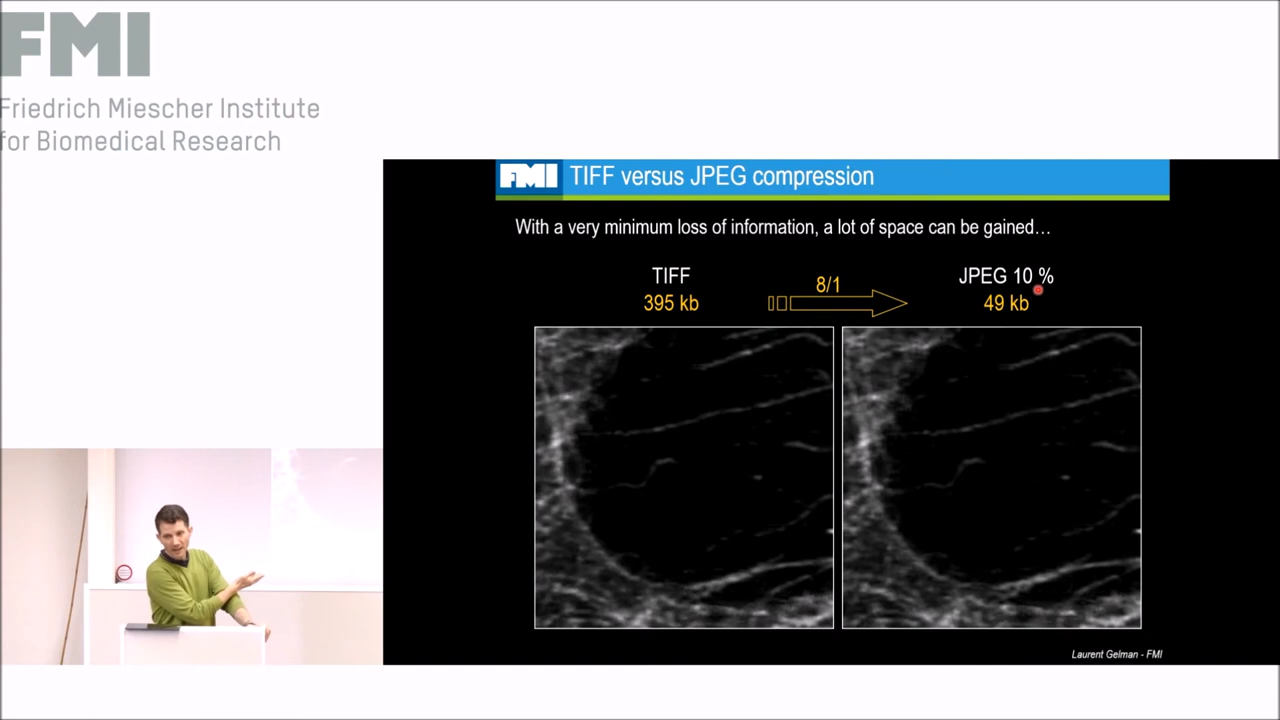 FMI
Friedrich Miescher Institute
for Biomedical Research
FMI TIFF versus JPEG compression
With a very minimum loss of information, a lot of space can be gained…
TIFF
395 kb
8/1
JPEG 10 %
49 kb
Laurent Gelman - FMI